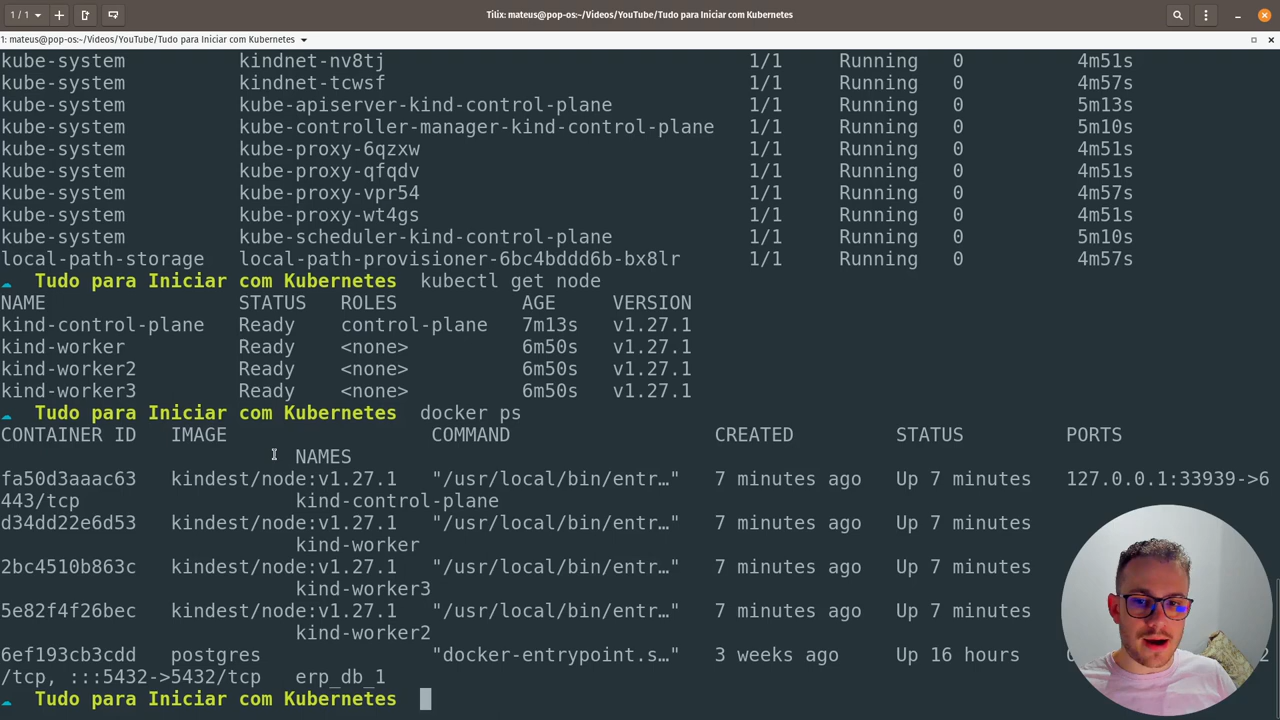 1 / 1
Tilix: mateus@pop-os:~/Videos/YouTube/Tudo para Iniciar com Kubernetes
1: mateus@pop-os:~/Videos/YouTube/Tudo para Iniciar com Kubernetes
kube-system kindnet-nv8tj 1/1 Running 0 4m51s
kube-system kindnet-tcwsf 1/1 Running 0 4m57s
kube-system kube-apiserver-kind-control-plane 1/1 Running 0 5m13s
kube-system kube-controller-manager-kind-control-plane 1/1 Running 0 5m10s
kube-system kube-proxy-6qzxw 1/1 Running 0 4m51s
kube-system kube-proxy-qfqdv 1/1 Running 0 4m51s
kube-system kube-proxy-vpr54 1/1 Running 0 4m57s
kube-system kube-proxy-wt4gs 1/1 Running 0 4m51s
kube-system kube-scheduler-kind-control-plane 1/1 Running 0 5m10s
local-path-storage local-path-provisioner-6bc4bddd6b-bx8lr 1/1 Running 0 4m57s
Tudo para Iniciar com Kubernetes kubectl get node
NAME STATUS ROLES AGE VERSION
kind-control-plane Ready control-plane 7m13s v1.27.1
kind-worker Ready <none> 6m50s v1.27.1
kind-worker2 Ready <none> 6m50s v1.27.1
kind-worker3 Ready <none> 6m50s v1.27.1
Tudo para Iniciar com Kubernetes docker ps
CONTAINER ID IMAGE COMMAND CREATED STATUS PORTS
NAMES
fa50d3aaac63 kindest/node:v1.27.1 "/usr/local/bin/entr…" 7 minutes ago Up 7 minutes 127.0.0.1:33939->6
443/tcp kind-control-plane
d34dd22e6d53 kindest/node:v1.27.1 "/usr/local/bin/entr…" 7 minutes ago Up 7 minutes
kind-worker
2bc4510b863c kindest/node:v1.27.1 "/usr/local/bin/entr…" 7 minutes ago Up 7 minutes
kind-worker3
5e82f4f26bec kindest/node:v1.27.1 "/usr/local/bin/entr…" 7 minutes ago Up 7 minutes
kind-worker2
6ef193cb3cdd postgres "docker-entrypoint.s…" 3 weeks ago Up 16 hours
/tcp, :::5432->5432/tcp erp_db_1
Tudo para Iniciar com Kubernetes